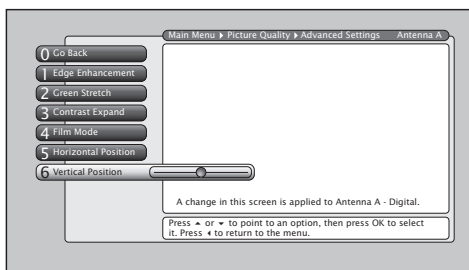 Main Menu ▸ Picture Quality ▸ Advanced Settings Antenna A
0 Go Back
1 Edge Enhancement
2 Green Stretch
3 Contrast Expand
4 Film Mode
5 Horizontal Position
6 Vertical Position
A change in this screen is applied to Antenna A - Digital.
Press ▴ or ▾ to point to an option, then press OK to select
it. Press ◂ to return to the menu.